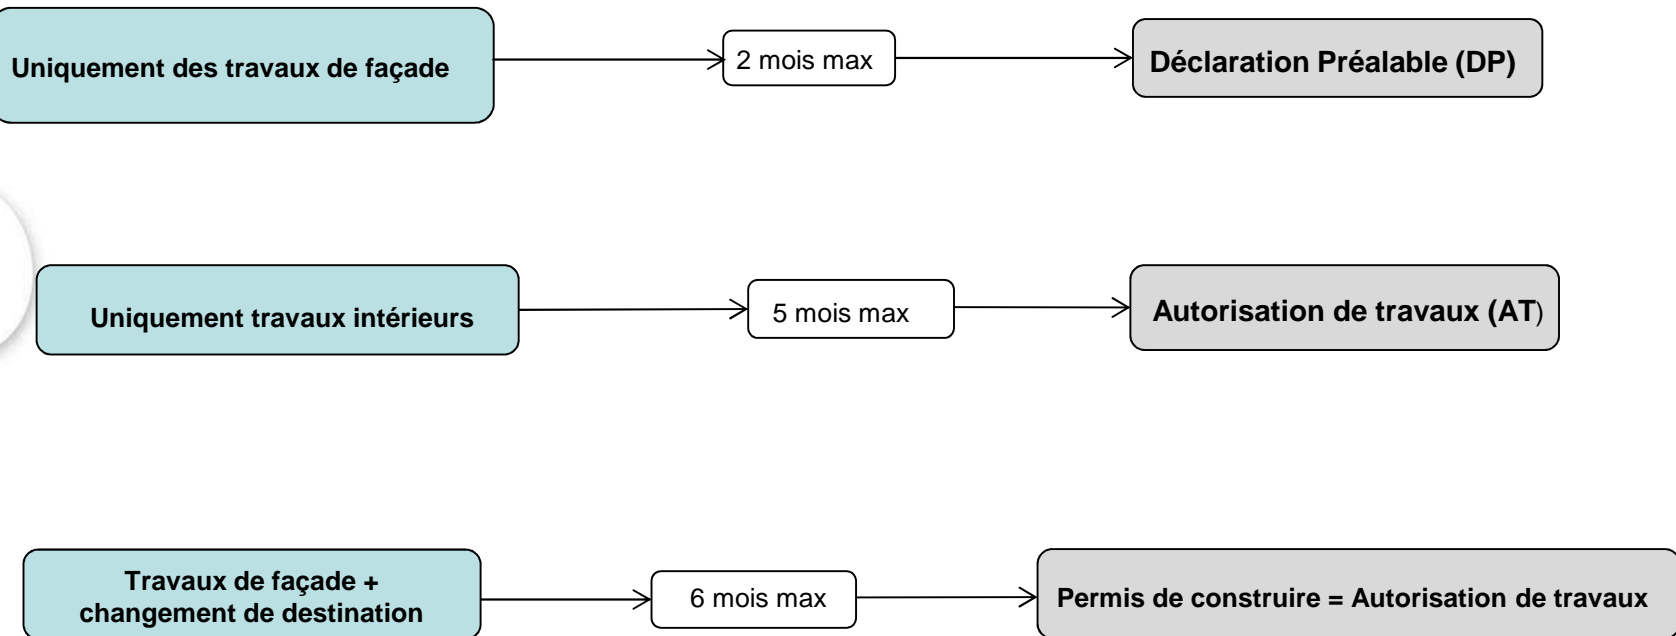 Uniquement des travaux de façade
2 mois max
Déclaration Préalable (DP)
Uniquement travaux intérieurs
5 mois max
Autorisation de travaux (AT)
Travaux de façade +
changement de destination
6 mois max
Permis de construire = Autorisation de travaux